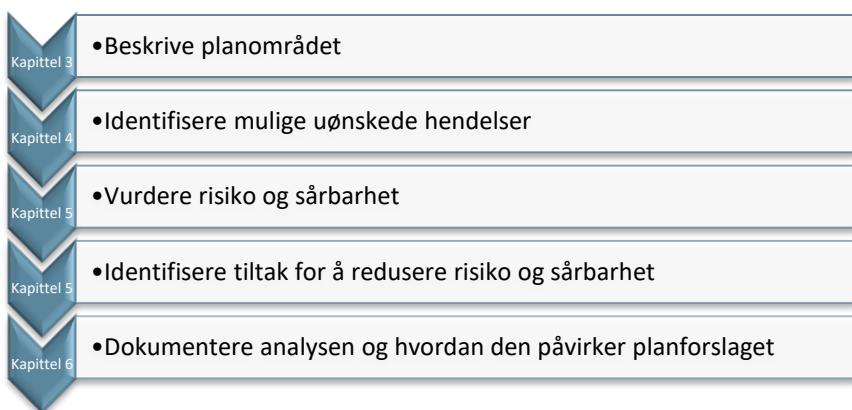 Kapittel 3
•Beskrive planområdet
Kapittel 4
•Identifisere mulige uønskede hendelser
Kapittel 5
•Vurdere risiko og sårbarhet
Kapittel 5
•Identifisere tiltak for å redusere risiko og sårbarhet
Kapittel 6
•Dokumentere analysen og hvordan den påvirker planforslaget